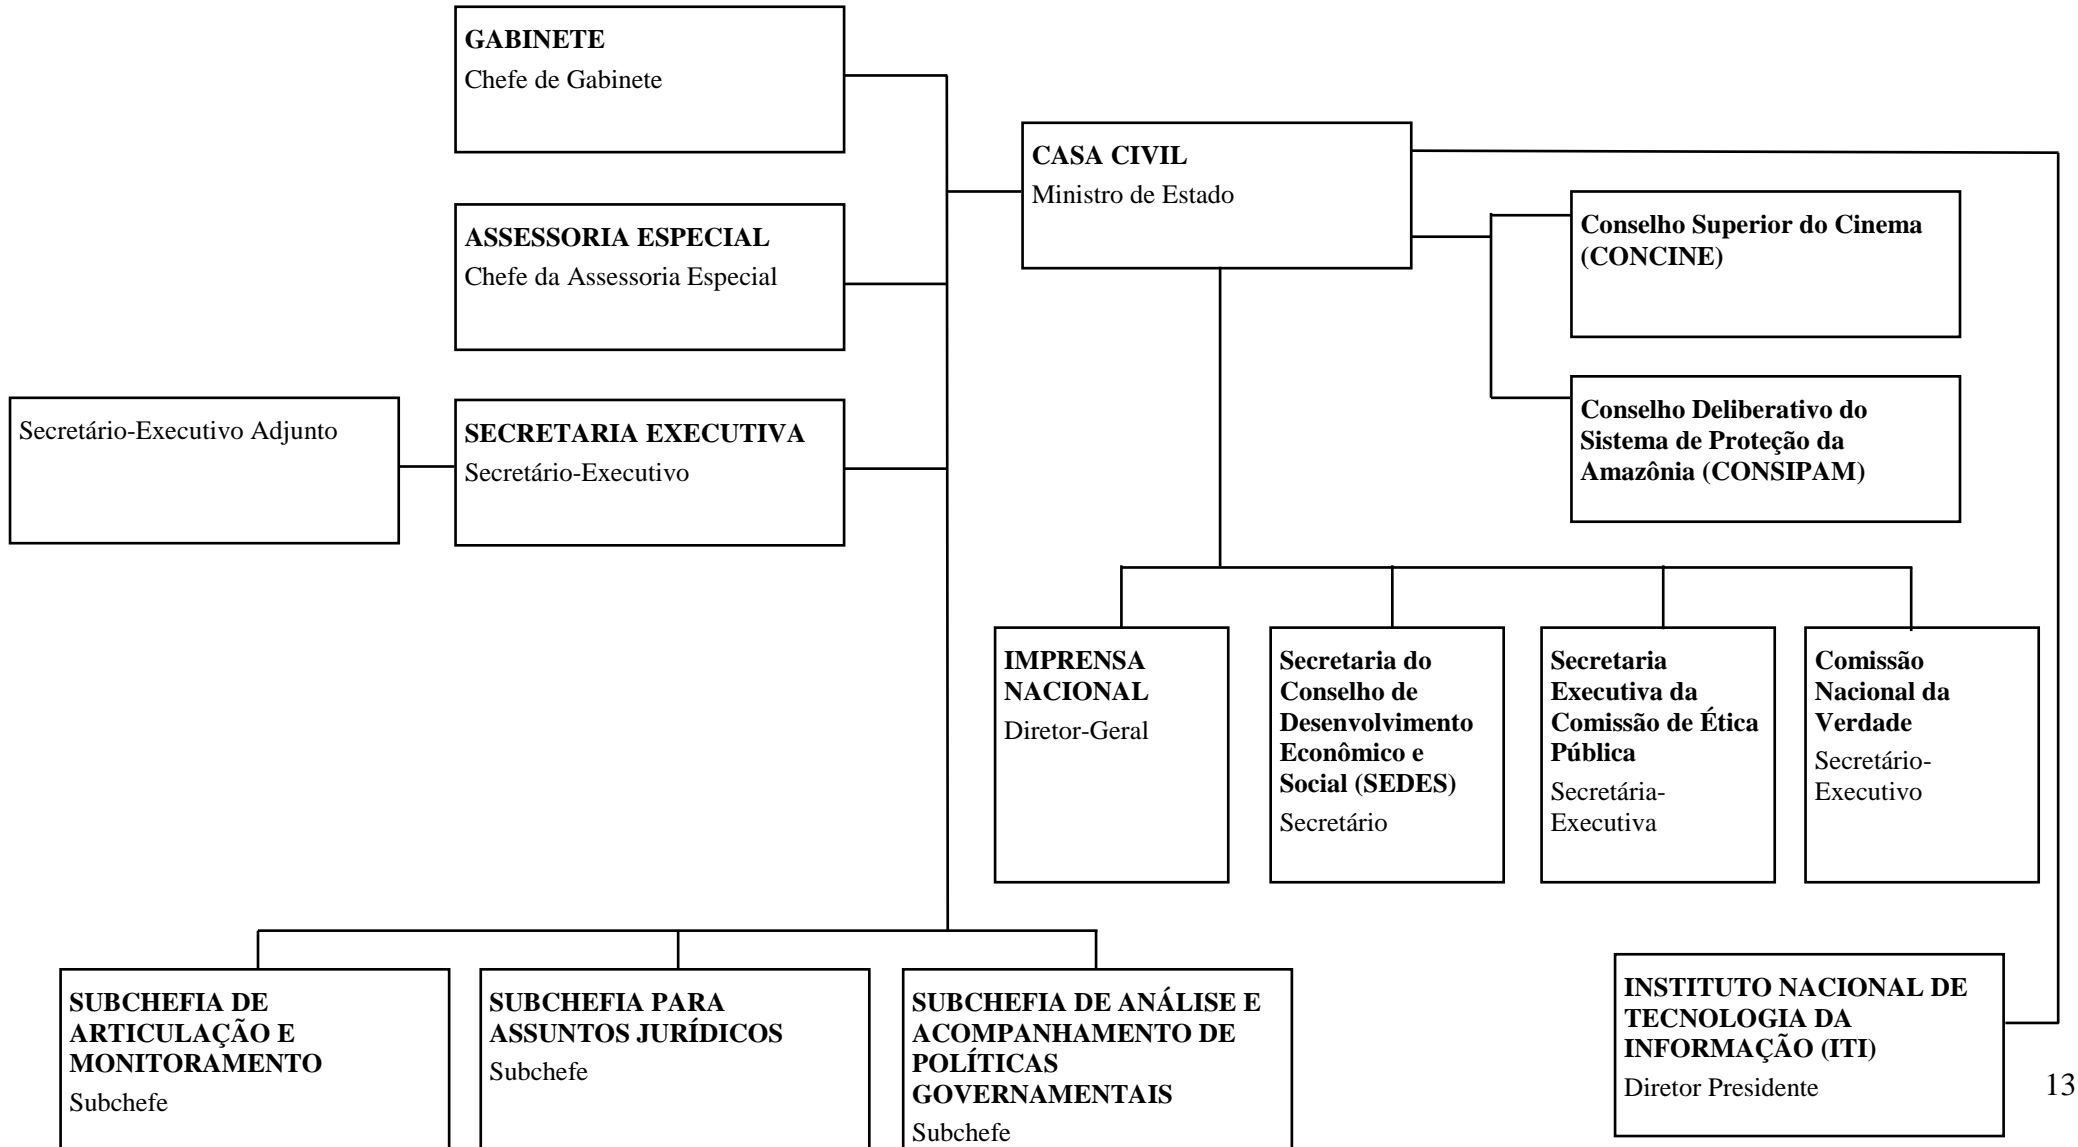 GABINETE
Chefe de Gabinete
CASA CIVIL
Ministro de Estado
ASSESSORIA ESPECIAL
Chefe da Assessoria Especial
Conselho Superior do Cinema
(CONCINE)
Secretário-Executivo Adjunto
SECRETARIA EXECUTIVA
Secretário-Executivo
Conselho Deliberativo do
Sistema de Proteção da
Amazônia (CONSIPAM)
IMPRENSA
NACIONAL
Diretor-Geral
Secretaria do
Conselho de
Desenvolvimento
Econômico e
Social (SEDES)
Secretário
Secretaria
Executiva da
Comissão de Ética
Pública
Secretária-
Executiva
Comissão
Nacional da
Verdade
Secretário-
Executivo
SUBCHEFIA DE
ARTICULAÇÃO E
MONITORAMENTO
Subchefe
SUBCHEFIA PARA
ASSUNTOS JURÍDICOS
Subchefe
SUBCHEFIA DE ANÁLISE E
ACOMPANHAMENTO DE
POLÍTICAS
GOVERNAMENTAIS
Subchefe
INSTITUTO NACIONAL DE
TECNOLOGIA DA
INFORMAÇÃO (ITI)
Diretor Presidente
13